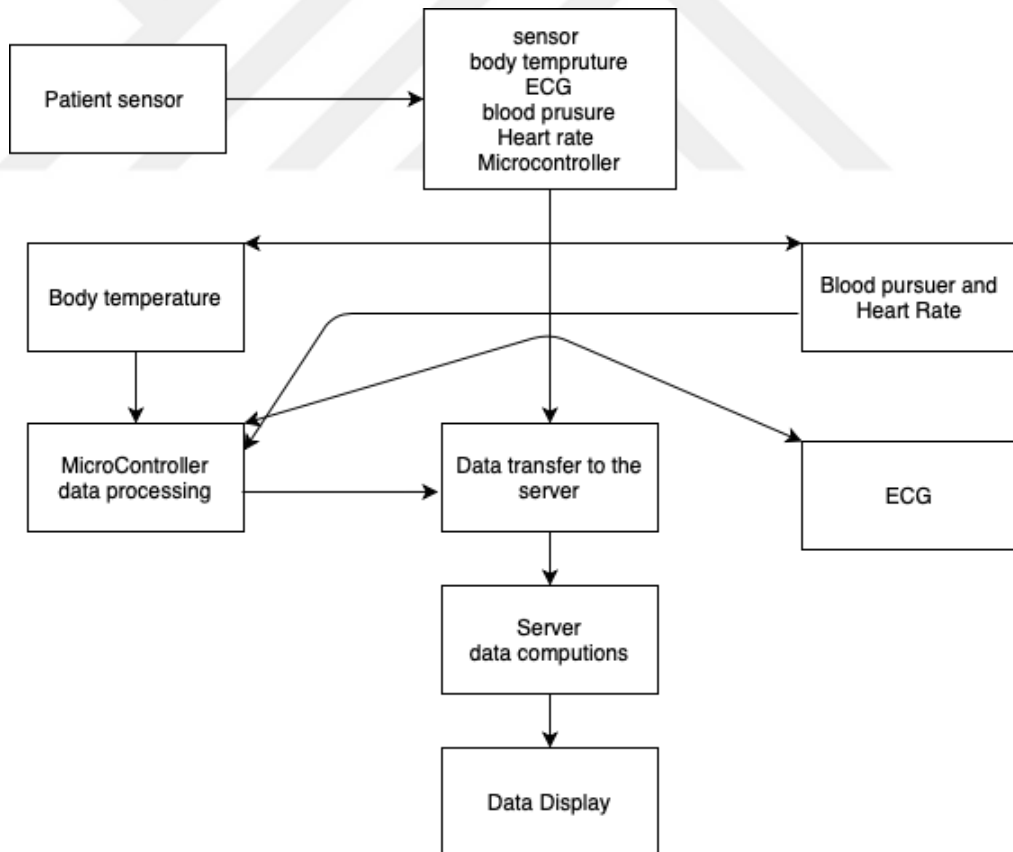 Patient sensor
sensor
body tempruture
ECG
blood prusure
Heart rate
Microcontroller
Body temperature
Blood pursuer and
Heart Rate
MicroController
data processing
Data transfer to the
server
ECG
Server
data computions
Data Display